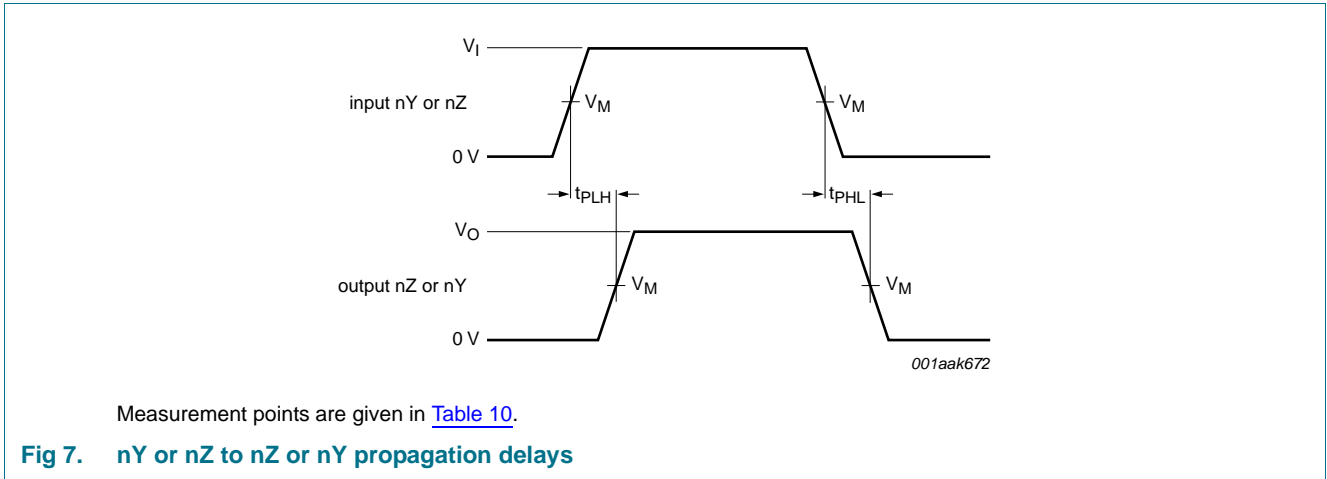 V_I
input nY or nZ
V_M
V_M
0 V
t_PLH
t_PHL
V_O
output nZ or nY
V_M
V_M
0 V
001aak672
Measurement points are given in Table 10.
Fig 7. nY or nZ to nZ or nY propagation delays